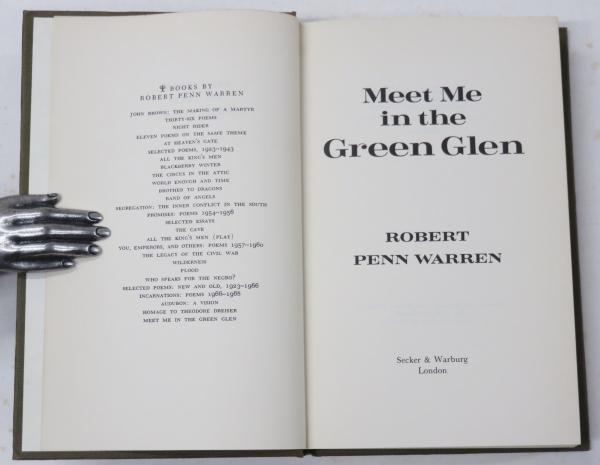 BOOKS BY
ROBERT PENN WARREN
JOHN BROWN: THE MAKING OF A MARTYR
THIRTY-SIX POEMS
NIGHT RIDER
ELEVEN POEMS ON THE SAME THEME
AT HEAVEN'S GATE
SELECTED POEMS, 1923–1943
ALL THE KING'S MEN
BLACKBERRY WINTER
THE CIRCUS IN THE ATTIC
WORLD ENOUGH AND TIME
BROTHER TO DRAGONS
BAND OF ANGELS
SEGREGATION: THE INNER CONFLICT IN THE SOUTH
PROMISES: POEMS 1954–1956
SELECTED ESSAYS
THE CAVE
ALL THE KING'S MEN (PLAY)
YOU, EMPERORS, AND OTHERS: POEMS 1957–1960
THE LEGACY OF THE CIVIL WAR
WILDERNESS
FLOOD
WHO SPEAKS FOR THE NEGRO?
SELECTED POEMS: NEW AND OLD, 1923–1966
INCARNATIONS: POEMS 1966–1968
AUDUBON: A VISION
HOMAGE TO THEODORE DREISER
MEET ME IN THE GREEN GLEN
Meet Me
in the
Green Glen
ROBERT
PENN WARREN
Secker & Warburg
London